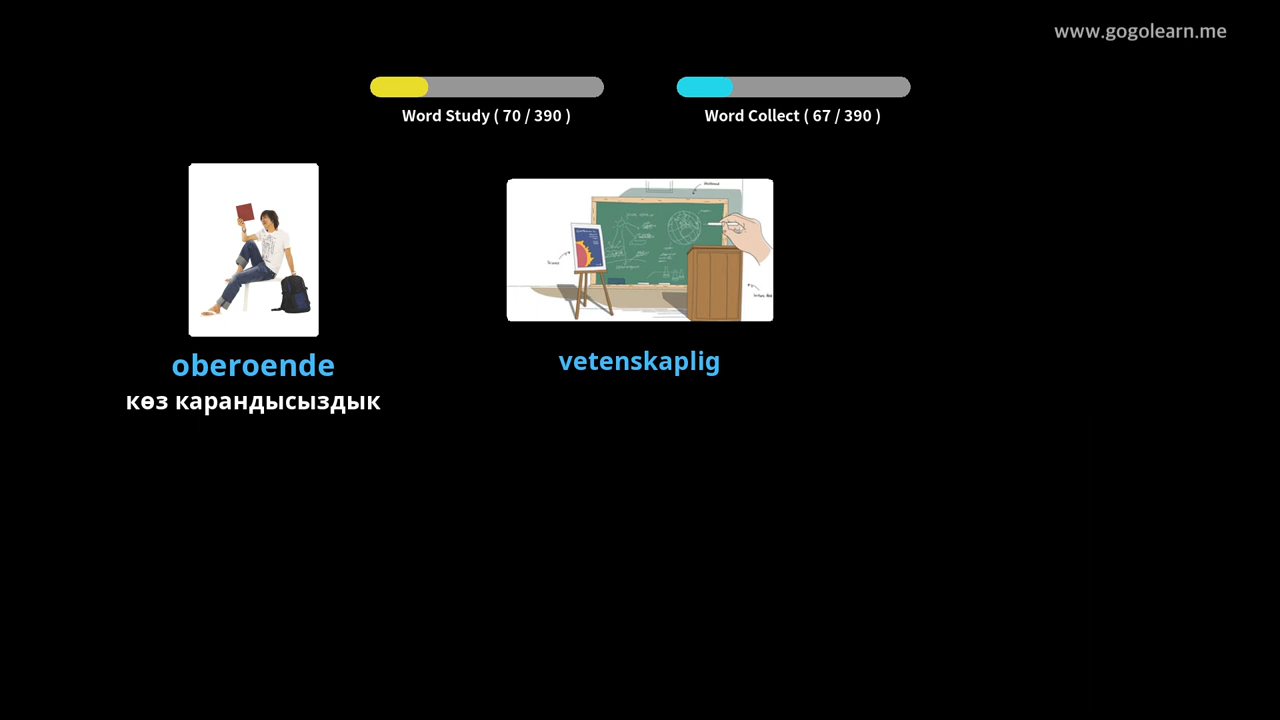 www.gogolearn.me
Word Study ( 70 / 390 )
Word Collect ( 67 / 390 )
oberoende
көз карандысыздык
vetenskaplig